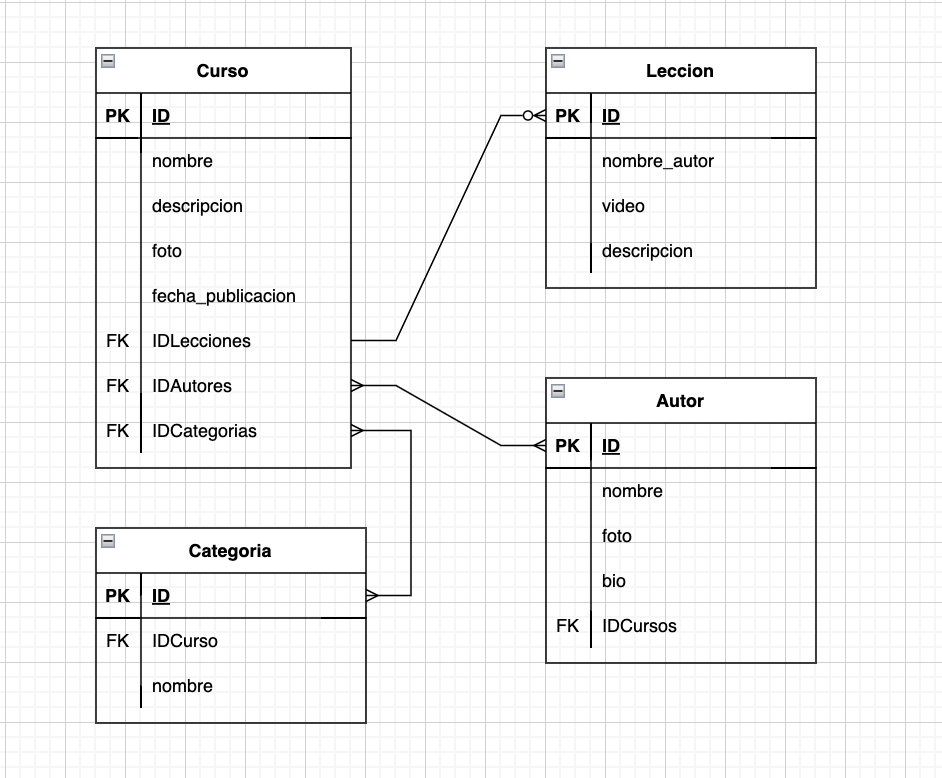 Curso
PK ID
nombre
descripcion
foto
fecha_publicacion
FK IDLecciones
FK IDAutores
FK IDCategorias
Leccion
PK ID
nombre_autor
video
descripcion
Autor
PK ID
nombre
foto
bio
FK IDCursos
Categoria
PK ID
FK IDCurso
nombre